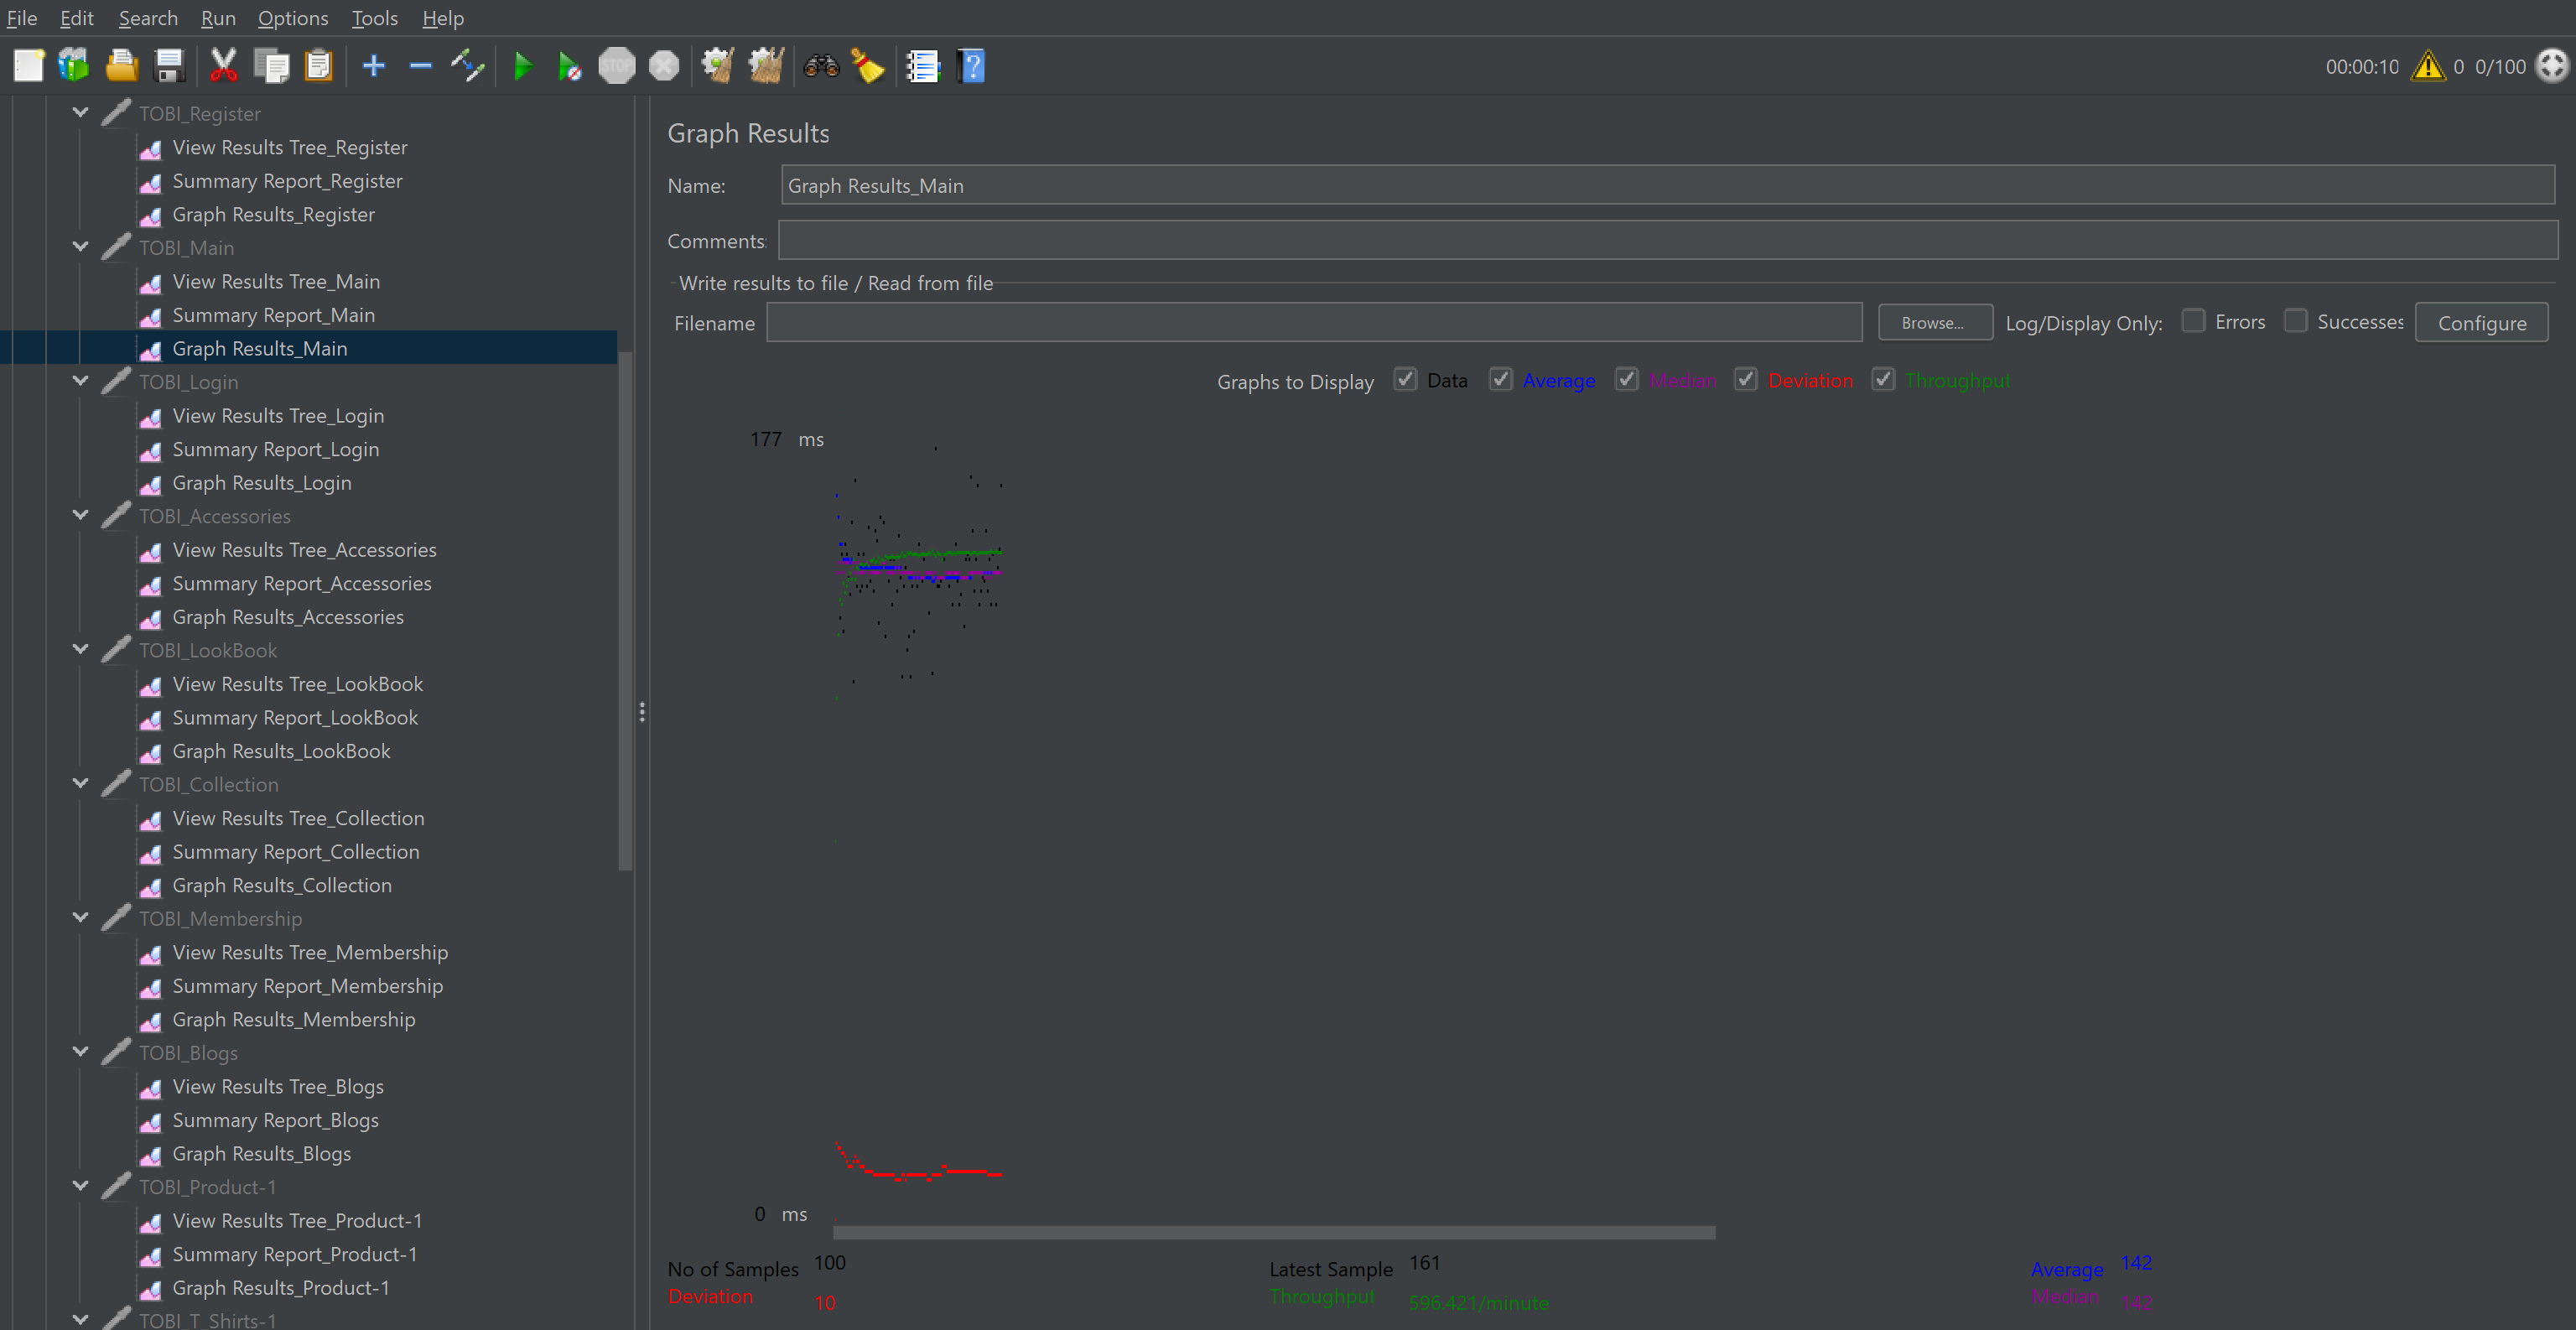 File Edit Search Run Options Tools Help
STOP
00:00:10 0 0/100
TOBI_Register
View Results Tree_Register
Summary Report_Register
Graph Results_Register
TOBI_Main
View Results Tree_Main
Summary Report_Main
Graph Results_Main
TOBI_Login
View Results Tree_Login
Summary Report_Login
Graph Results_Login
TOBI_Accessories
View Results Tree_Accessories
Summary Report_Accessories
Graph Results_Accessories
TOBI_LookBook
View Results Tree_LookBook
Summary Report_LookBook
Graph Results_LookBook
TOBI_Collection
View Results Tree_Collection
Summary Report_Collection
Graph Results_Collection
TOBI_Membership
View Results Tree_Membership
Summary Report_Membership
Graph Results_Membership
TOBI_Blogs
View Results Tree_Blogs
Summary Report_Blogs
Graph Results_Blogs
TOBI_Product-1
View Results Tree_Product-1
Summary Report_Product-1
Graph Results_Product-1
TOBI_T_Shirts-1
Graph Results
Name: Graph Results_Main
Comments:
Write results to file / Read from file
Filename Browse... Log/Display Only: Errors Successes Configure
Graphs to Display Data Average Median Deviation Throughput
177 ms
0 ms
No of Samples 100 Latest Sample 161 Average 142
Deviation 10 Throughput 596.421/minute Median 142